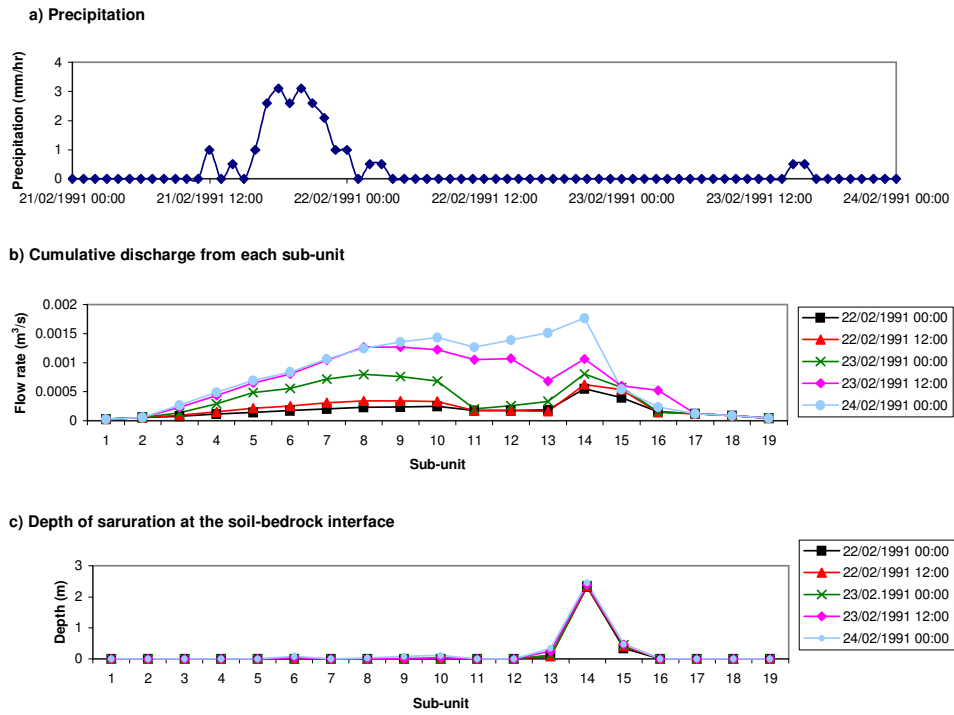 a) Precipitation
Precipitation (mm/hr)
4
3
2
1
0
21/02/1991 00:00 21/02/1991 12:00 22/02/1991 00:00 22/02/1991 12:00 23/02/1991 00:00 23/02/1991 12:00 24/02/1991 00:00
b) Cumulative discharge from each sub-unit
Flow rate (m³/s)
0.002
0.0015
0.001
0.0005
0
1 2 3 4 5 6 7 8 9 10 11 12 13 14 15 16 17 18 19
Sub-unit
22/02/1991 00:00
22/02/1991 12:00
23/02/1991 00:00
23/02/1991 12:00
24/02/1991 00:00
c) Depth of saruration at the soil-bedrock interface
Depth (m)
3
2
1
0
1 2 3 4 5 6 7 8 9 10 11 12 13 14 15 16 17 18 19
Sub-unit
22/02/1991 00:00
22/02/1991 12:00
23/02.1991 00:00
23/02/1991 12:00
24/02/1991 00:00